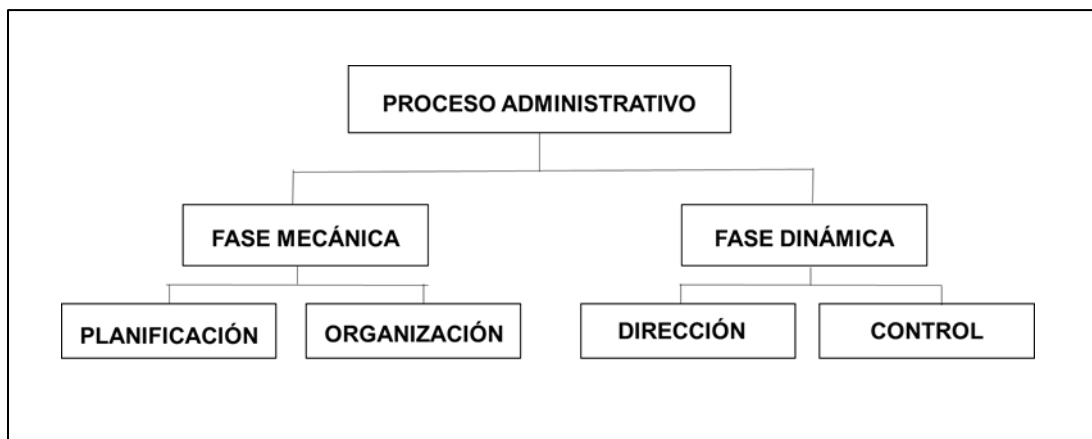 PROCESO ADMINISTRATIVO
FASE MECÁNICA
FASE DINÁMICA
PLANIFICACIÓN
ORGANIZACIÓN
DIRECCIÓN
CONTROL